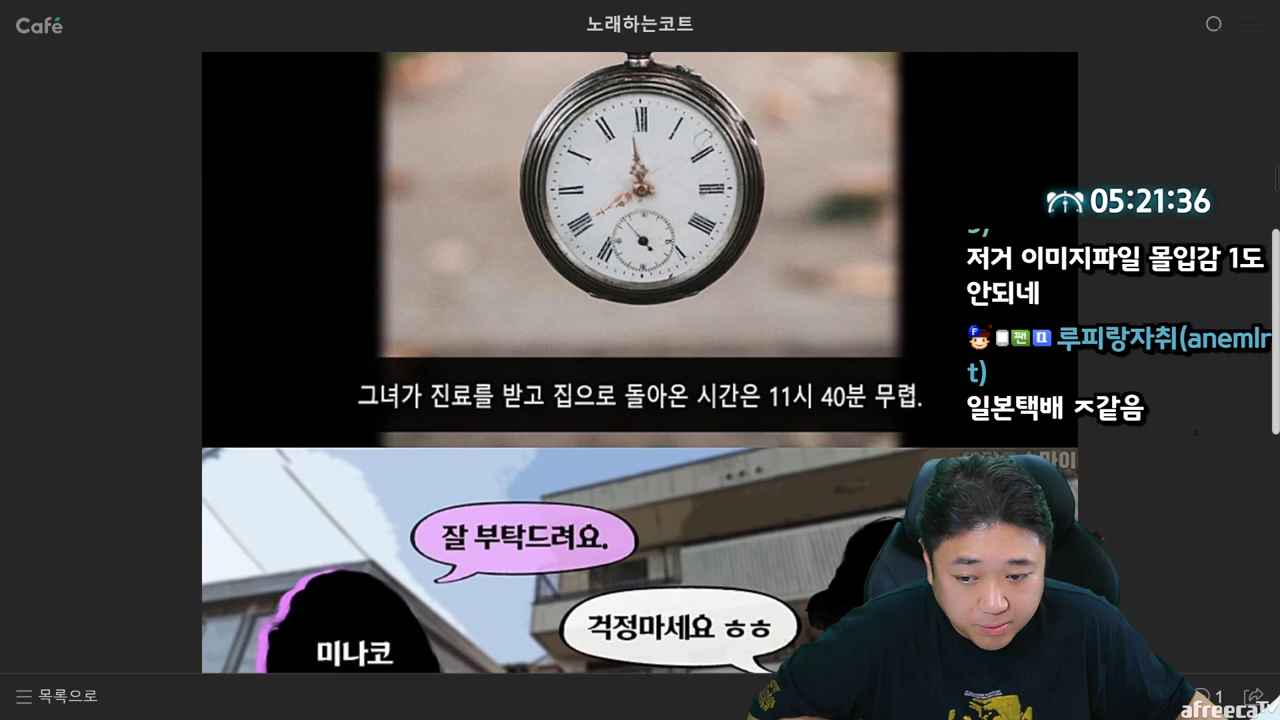 Café
노래하는코트
05:21:36
저거 이미지파일 몰입감 1도
안되네
루피랑자취(anemlr
t)
일본택배 ㅈ같음
그녀가 진료를 받고 집으로 돌아온 시간은 11시 40분 무렵.
잘 부탁드려요.
걱정마세요 ㅎㅎ
미나코
목록으로
1
afreecaTV